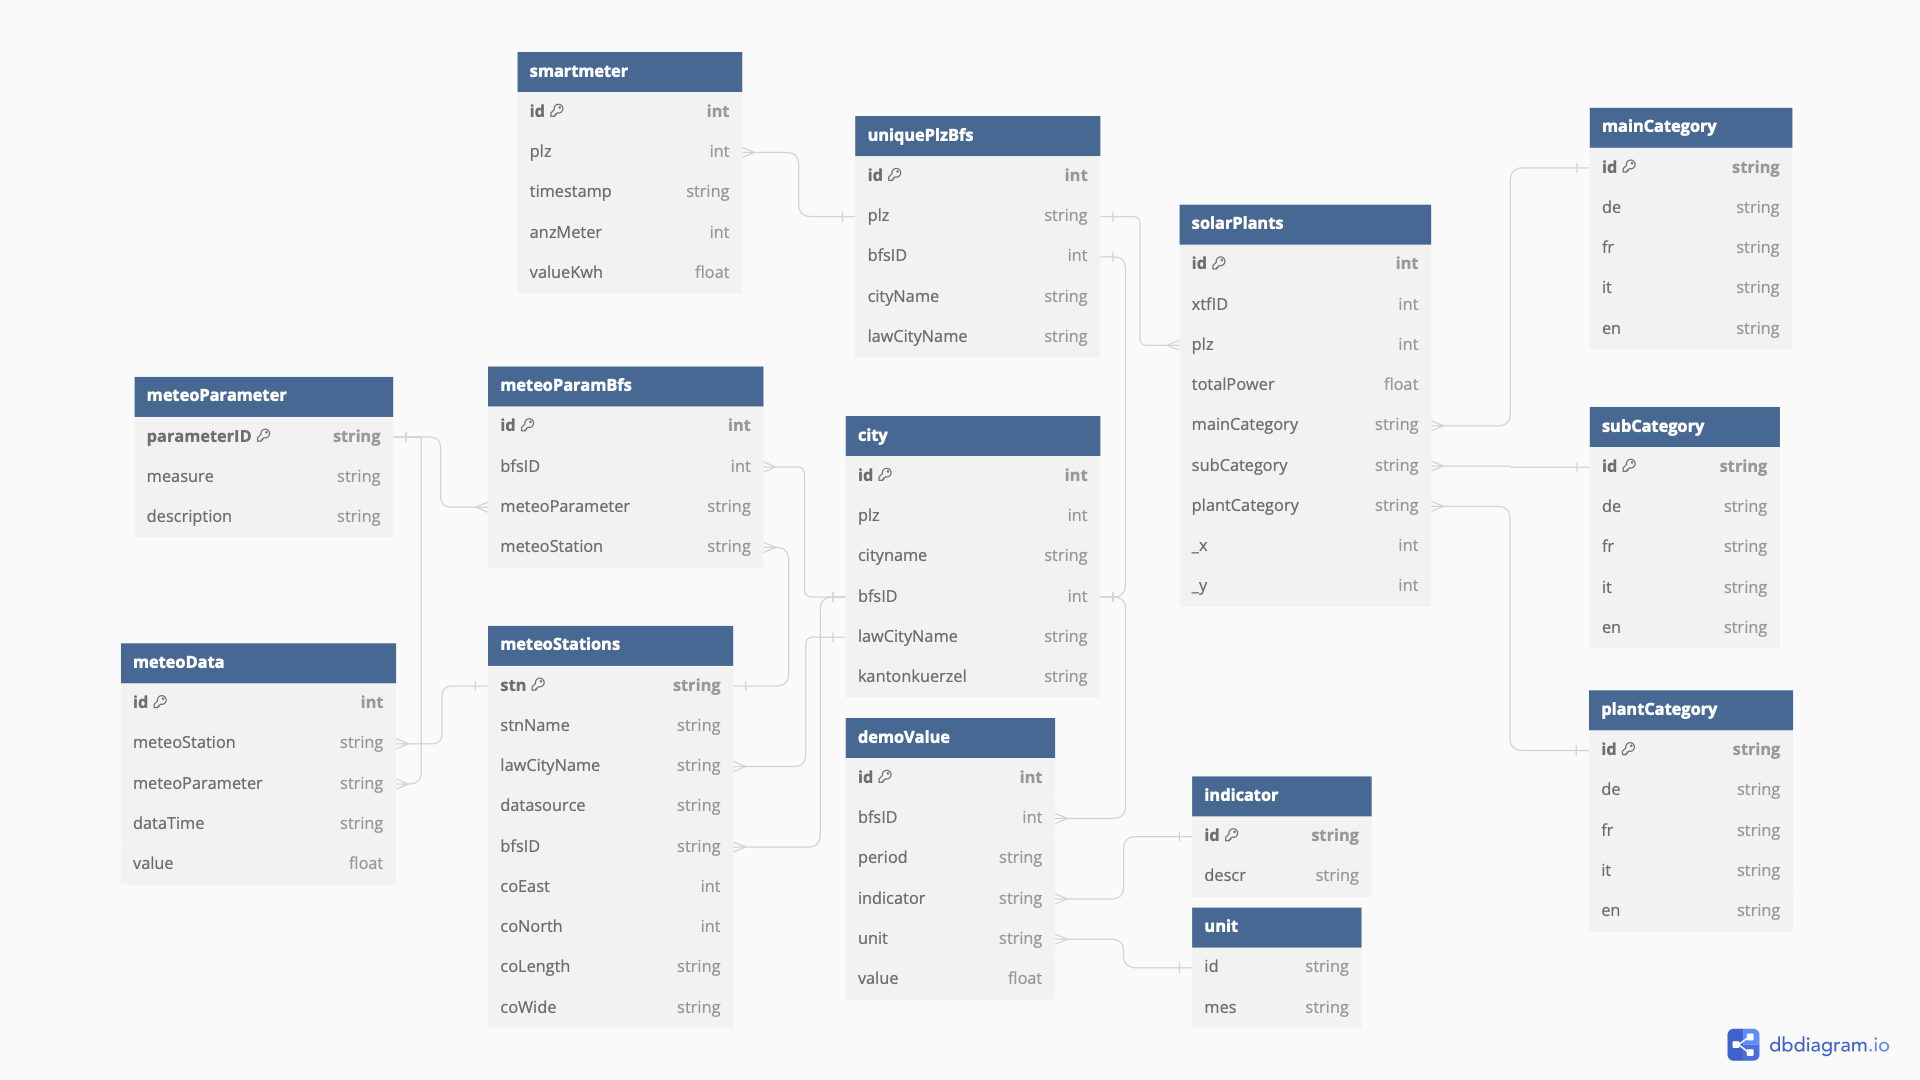 smartmeter
id int
plz int
timestamp string
anzMeter int
valueKwh float
uniquePlzBfs
id int
plz string
bfsID int
cityName string
lawCityName string
solarPlants
id int
xtfID int
plz int
totalPower float
mainCategory string
subCategory string
plantCategory string
_x int
_y int
mainCategory
id string
de string
fr string
it string
en string
meteoParameter
parameterID string
measure string
description string
meteoParamBfs
id int
bfsID int
meteoParameter string
meteoStation string
city
id int
plz int
cityname string
bfsID int
lawCityName string
kantonkuerzel string
subCategory
id string
de string
fr string
it string
en string
meteoData
id int
meteoStation string
meteoParameter string
dataTime string
value float
meteoStations
stn string
stnName string
lawCityName string
datasource string
bfsID string
coEast int
coNorth int
coLength string
coWide string
demoValue
id int
bfsID int
period string
indicator string
unit string
value float
indicator
id string
descr string
unit
id string
mes string
plantCategory
id string
de string
fr string
it string
en string
dbdiagram.io